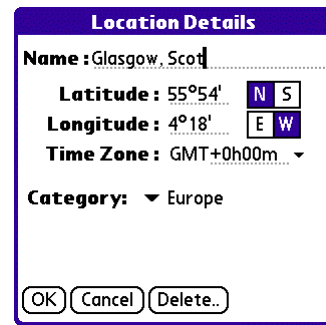 Location Details
Name: Glasgow, Scot
Latitude: 55°54' N S
Longitude: 4°18' E W
Time Zone: GMT+0h00m
Category: Europe
OK Cancel Delete..